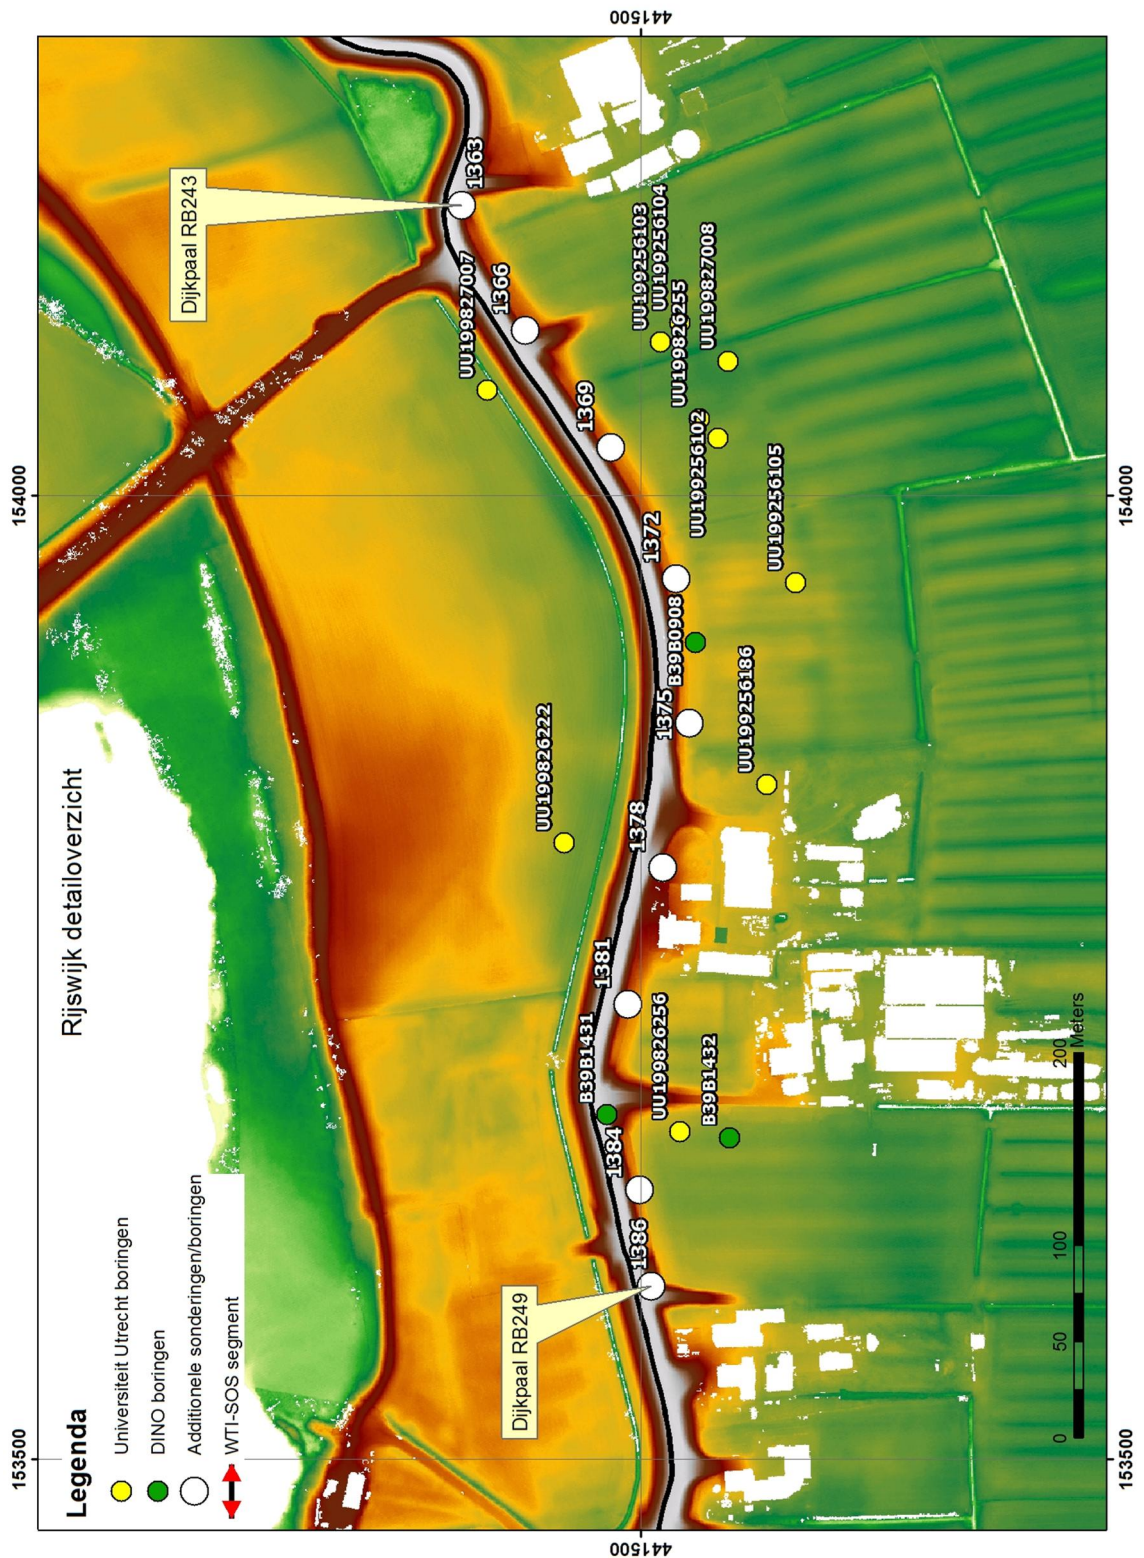 Rijswijk detailoverzicht
153500
154000
441500
441500
153500
154000
Legenda
Universiteit Utrecht boringen
DINO boringen
Additionele sonderingen/boringen
WTI-SOS segment
Dijkpaal RB243
Dijkpaal RB249
1363
1366
1369
1372
1375
1378
1381
1384
1386
UU199827007
UU199826222
UU199256103
UU199256104
UU199826255
UU199827008
UU199256102
UU199256105
B39B0908
UU199256186
B39B1431
UU199826256
B39B1432
0 50 100 200
Meters